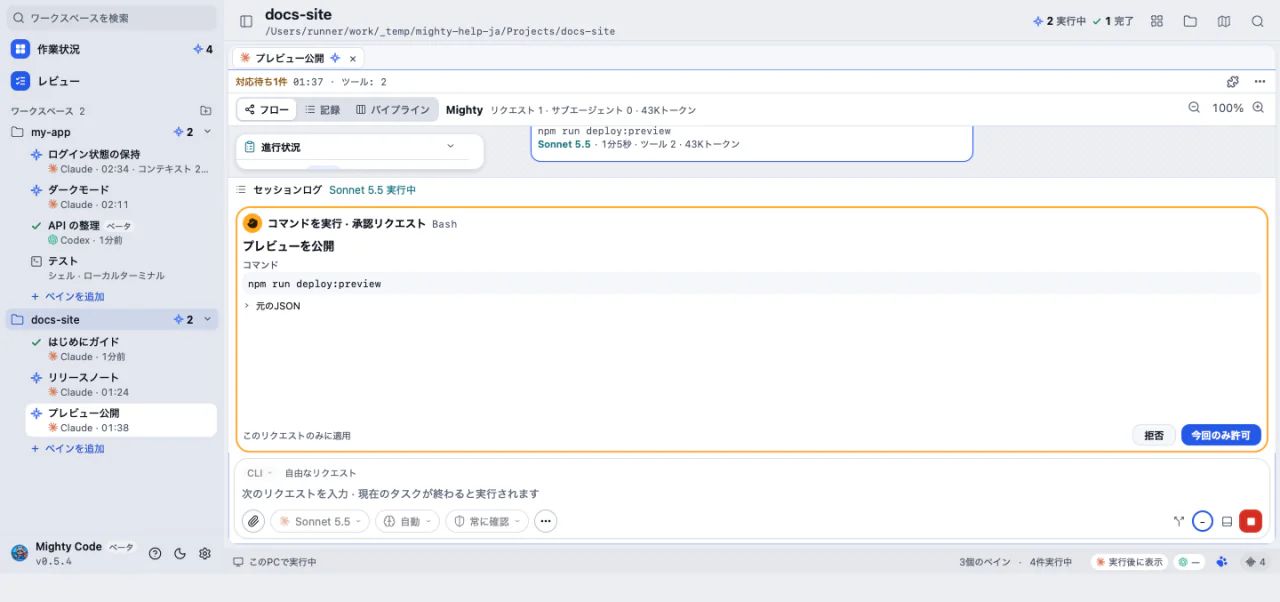 ワークスペースを検索
作業状況 4
レビュー
ワークスペース 2
my-app 2
ログイン状態の保持
Claude · 02:34 · コンテキスト 2…
ダークモード
Claude · 02:11
API の整理 ベータ
Codex · 1分前
テスト
シェル · ローカルターミナル
+ ペインを追加
docs-site 2
はじめにガイド
Claude · 1分前
リリースノート
Claude · 01:24
プレビュー公開
Claude · 01:38
+ ペインを追加
Mighty Code ベータ
v0.5.4
docs-site
/Users/runner/work/_temp/mighty-help-ja/Projects/docs-site
2 実行中 1 完了
プレビュー公開
対応待ち1件 01:37 · ツール: 2
フロー 記録 パイプライン Mighty リクエスト 1 · サブエージェント 0 · 43Kトークン
100%
進行状況
npm run deploy:preview
Sonnet 5.5 · 1分5秒 · ツール 2 · 43Kトークン
セッションログ Sonnet 5.5 実行中
コマンドを実行 · 承認リクエスト Bash
プレビューを公開
コマンド
npm run deploy:preview
元のJSON
このリクエストのみに適用
拒否 今回のみ許可
CLI 自由なリクエスト
次のリクエストを入力 · 現在のタスクが終わると実行されます
Sonnet 5.5 自動 常に確認
このPCで実行中
3個のペイン · 4件実行中 実行後に表示 — 4